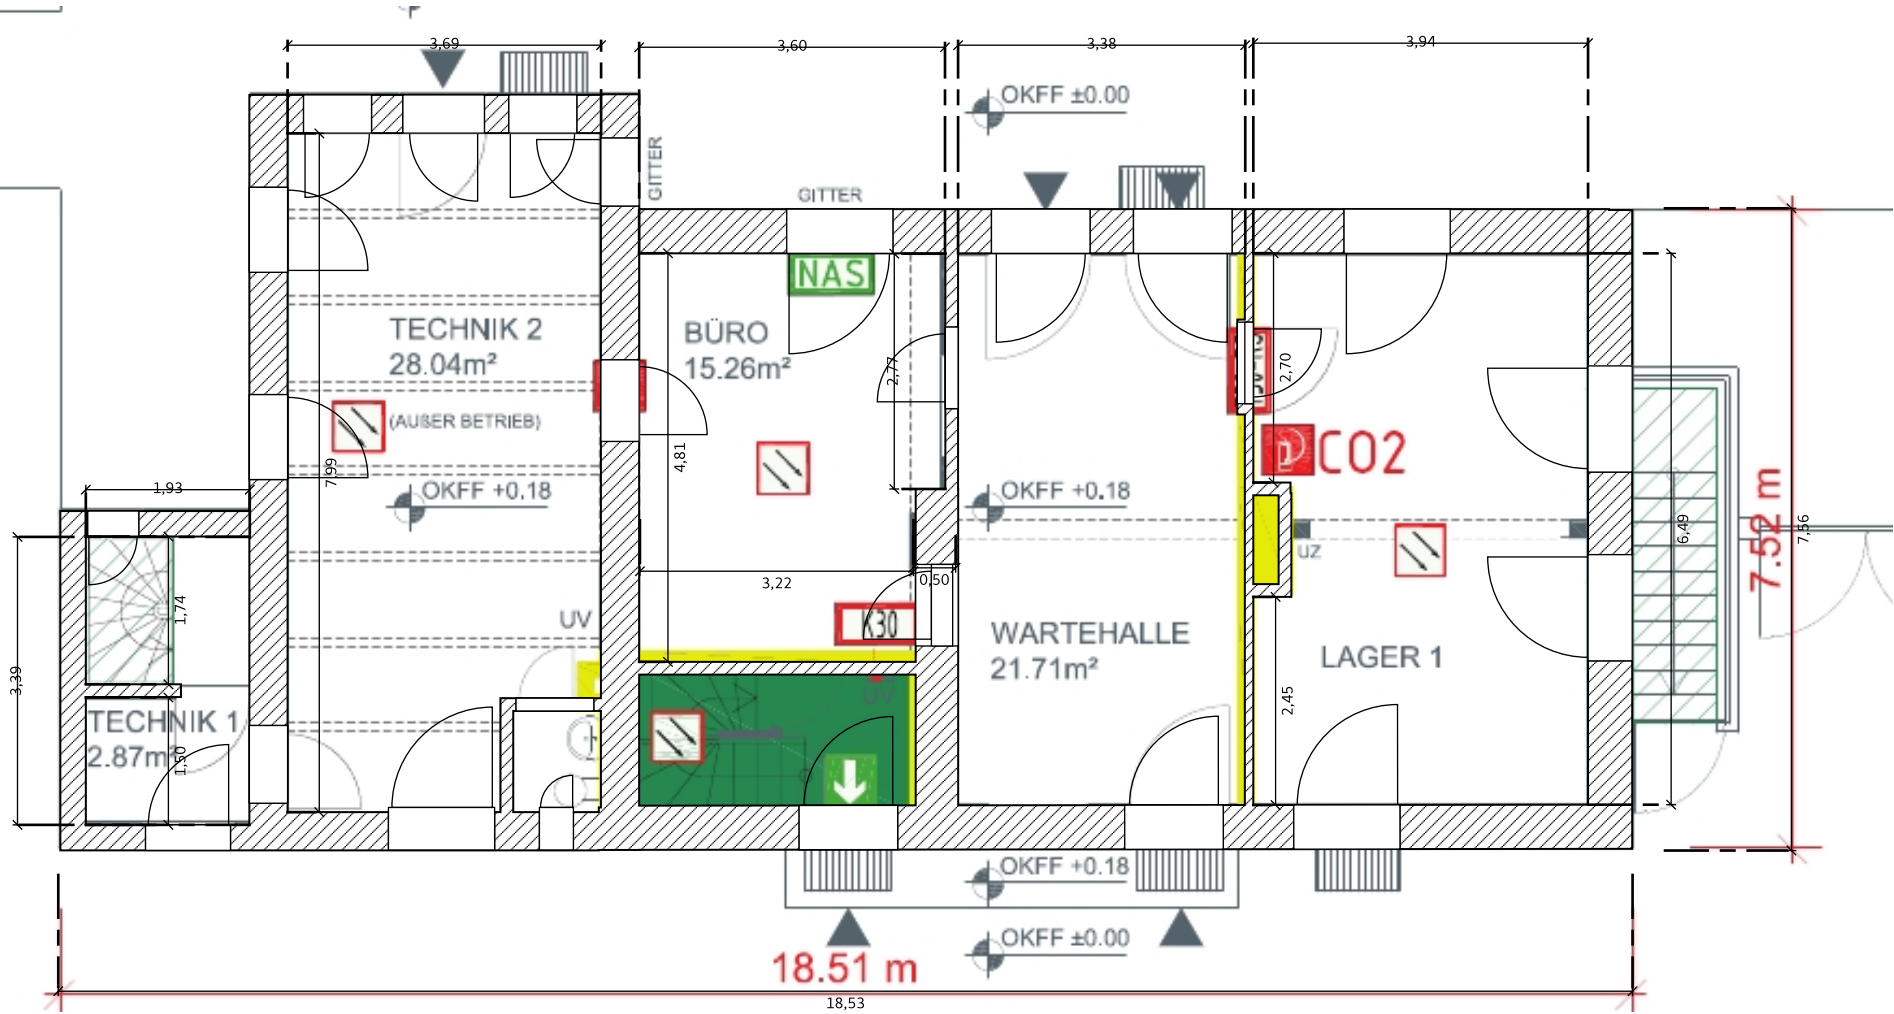 3,69
3,60
3,38
3,94
OKFF ±0.00
GITTER
GITTER
NAS
TECHNIK 2
28.04m²
BÜRO
15.26m²
2,77
2,70
(AUßER BETRIEB)
CO2
4,81
7,99
1,93
OKFF +0.18
OKFF +0.18
6,49
7.52 m
7,56
UZ
3,22
0,50
1,74
UV
K30
WARTEHALLE
21.71m²
LAGER 1
3,39
UV
2,45
TECHNIK 1
2.87m²
1,50
OKFF +0.18
OKFF ±0.00
18.51 m
18,53